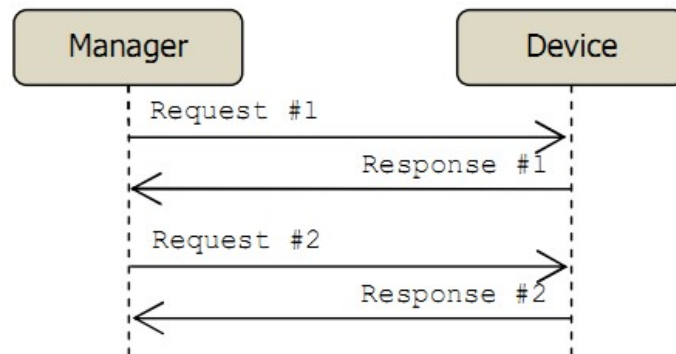 Manager
Device
Request #1
Response #1
Request #2
Response #2